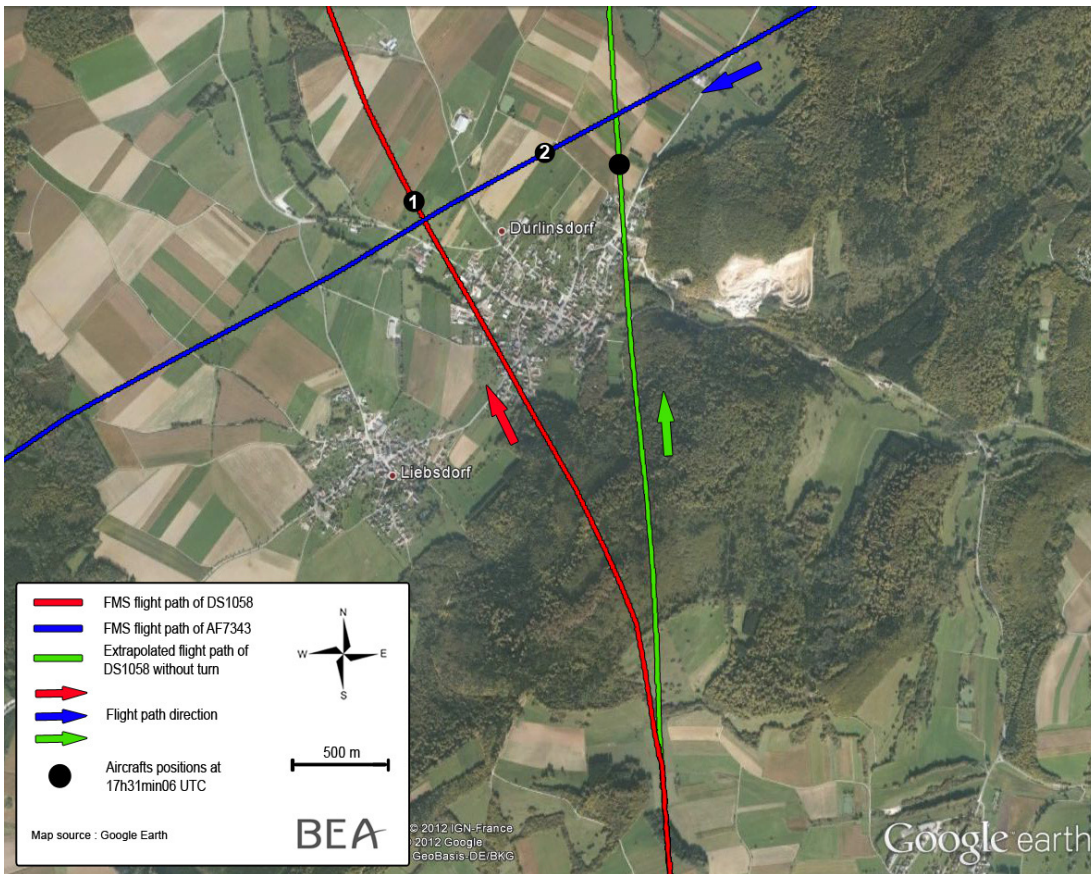 2
1
Durlinsdorf
Liebsdorf
FMS flight path of DS1058
FMS flight path of AF7343
Extrapolated flight path of
DS1058 without turn
Flight path direction
Aircrafts positions at
17h31min06 UTC
N
W E
S
500 m
Map source : Google Earth
BEA
© 2012 IGN-France
2012 Google
GeoBasis-DE/BKG
Google earth